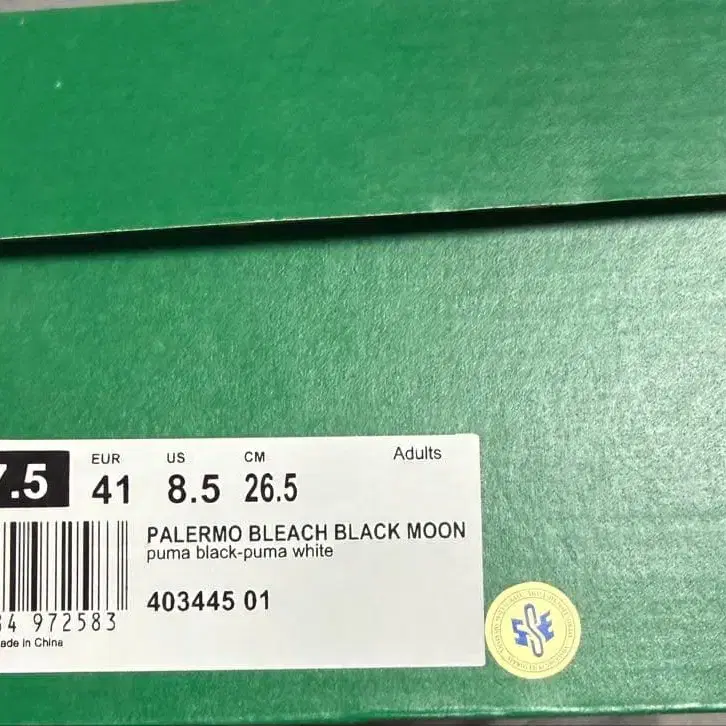 7.5
EUR US CM Adults
41 8.5 26.5
PALERMO BLEACH BLACK MOON
puma black-puma white
403445 01
4 972583
ade in China